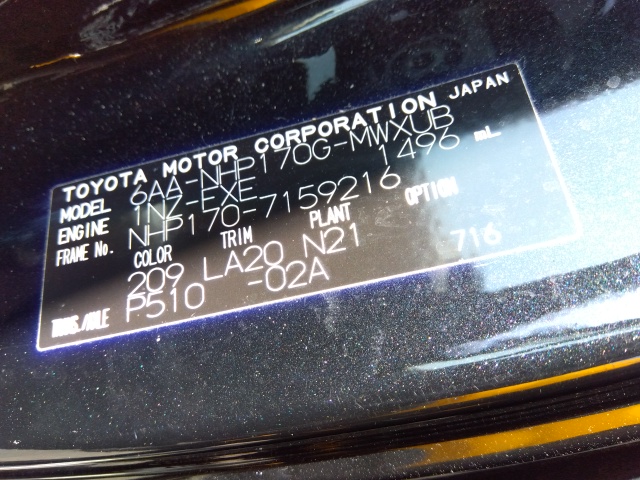 TOYOTA MOTOR CORPORATION JAPAN
MODEL 6AA-NHP170G-MWXUB
ENGINE 1NZ-EXE 1496 mL
FRAME No. NHP170-7159216
COLOR TRIM PLANT OPTION
209 LA20 N21
TRANS./AXLE P510 -02A 716